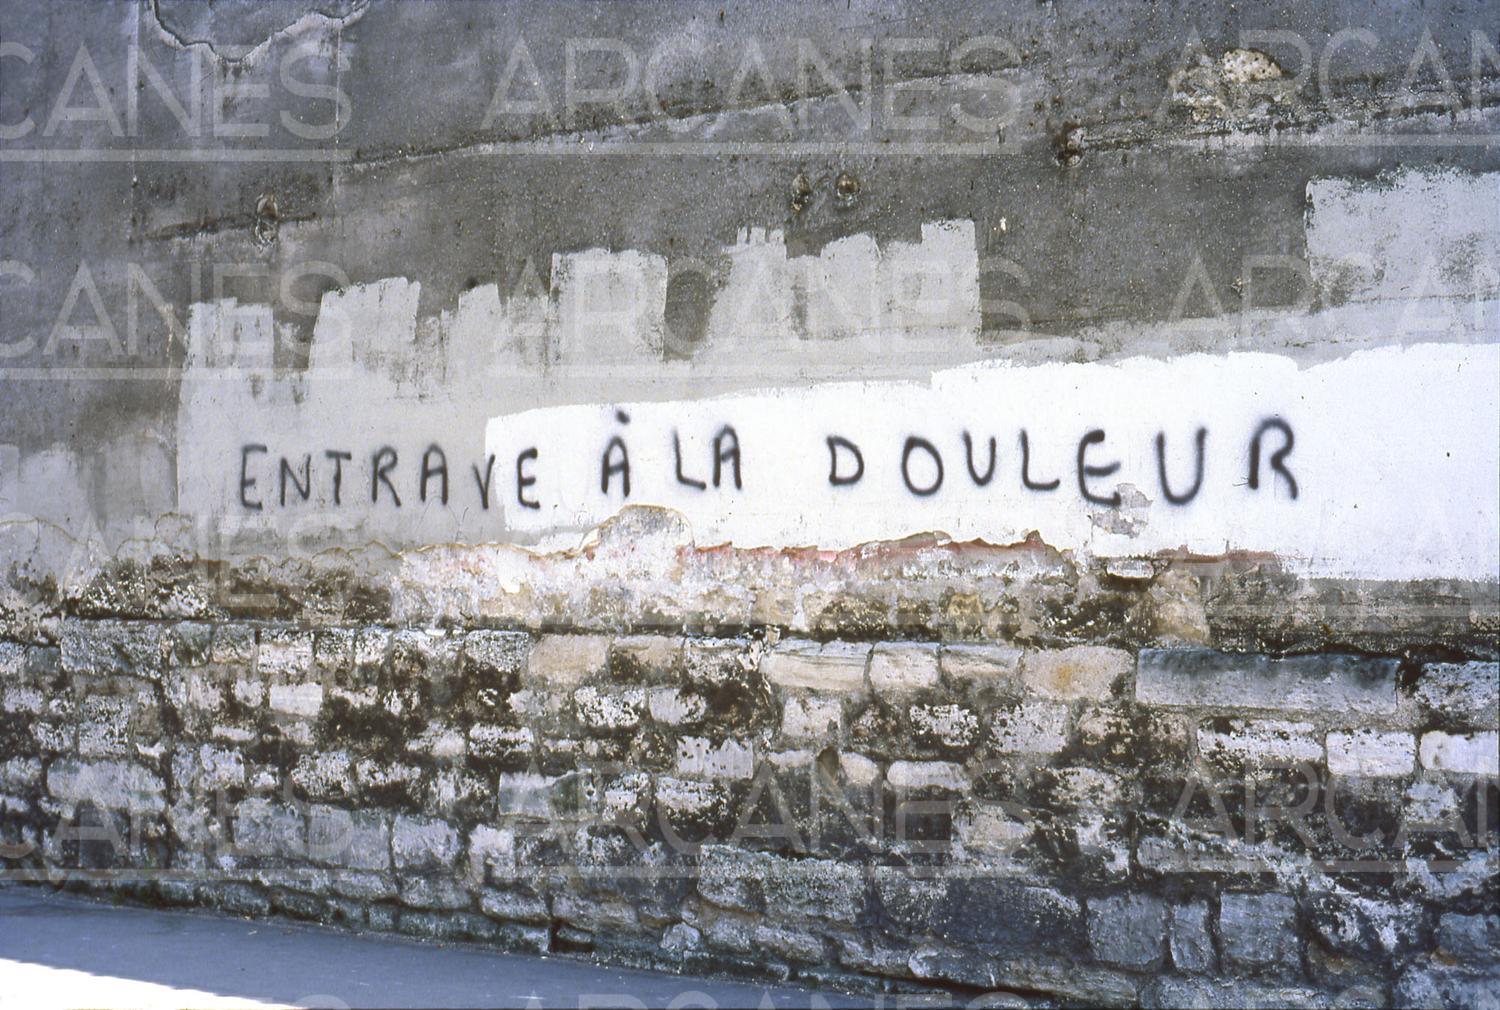 ENTRAVE À LA DOULEUR
ARCANES